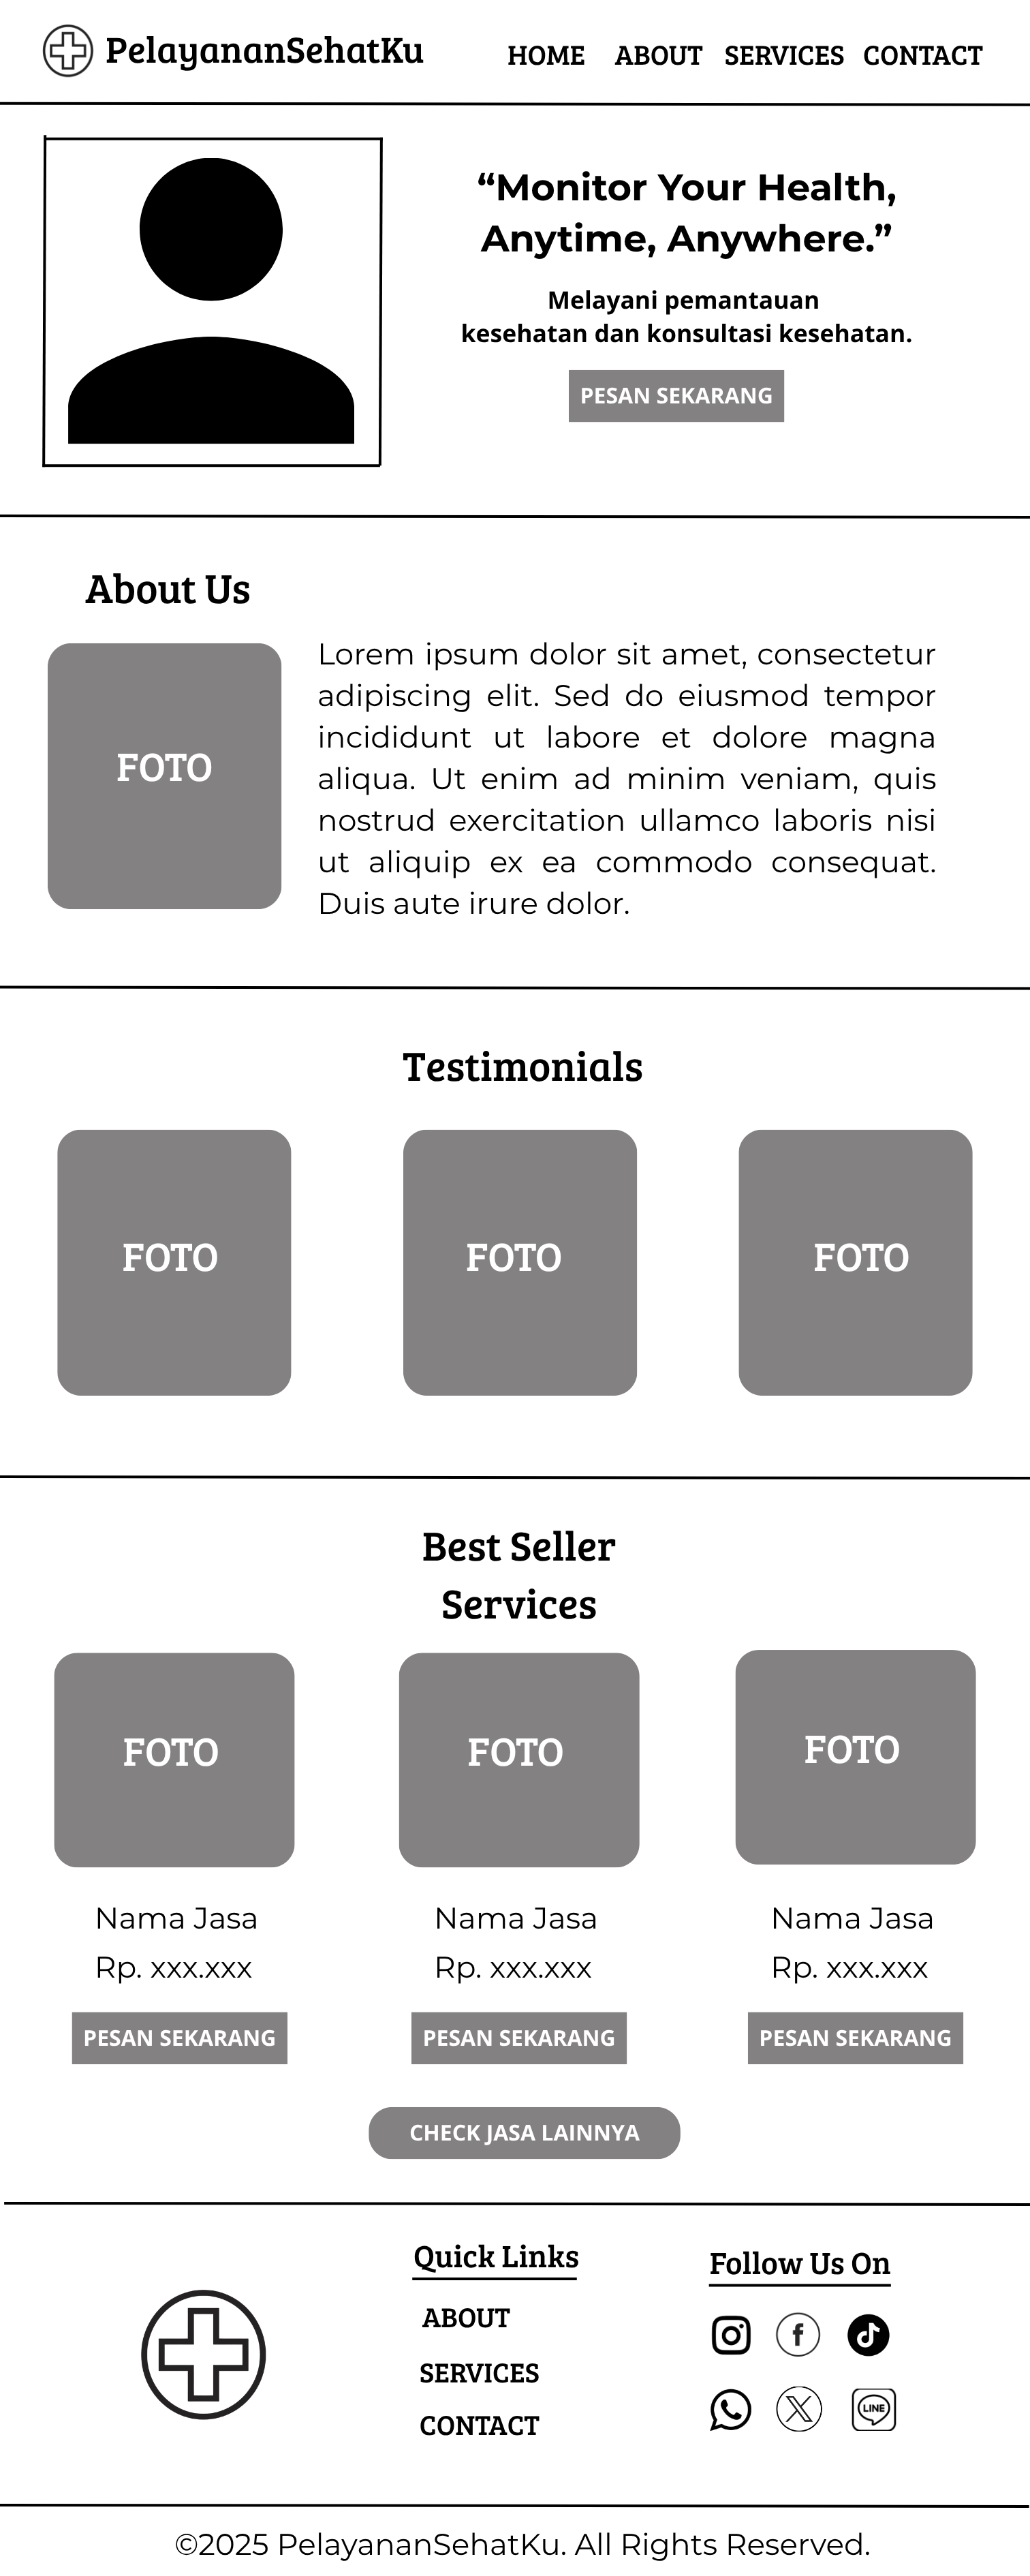 PelayananSehatKu
HOME ABOUT SERVICES CONTACT
“Monitor Your Health,
Anytime, Anywhere.”
Melayani pemantauan
kesehatan dan konsultasi kesehatan.
PESAN SEKARANG
About Us
FOTO
Lorem ipsum dolor sit amet, consectetur
adipiscing elit. Sed do eiusmod tempor
incididunt ut labore et dolore magna
aliqua. Ut enim ad minim veniam, quis
nostrud exercitation ullamco laboris nisi
ut aliquip ex ea commodo consequat.
Duis aute irure dolor.
Testimonials
FOTO FOTO FOTO
Best Seller
Services
FOTO FOTO FOTO
Nama Jasa Nama Jasa Nama Jasa
Rp. xxx.xxx Rp. xxx.xxx Rp. xxx.xxx
PESAN SEKARANG PESAN SEKARANG PESAN SEKARANG
CHECK JASA LAINNYA
Quick Links
ABOUT
SERVICES
CONTACT
Follow Us On
LINE
©2025 PelayananSehatKu. All Rights Reserved.